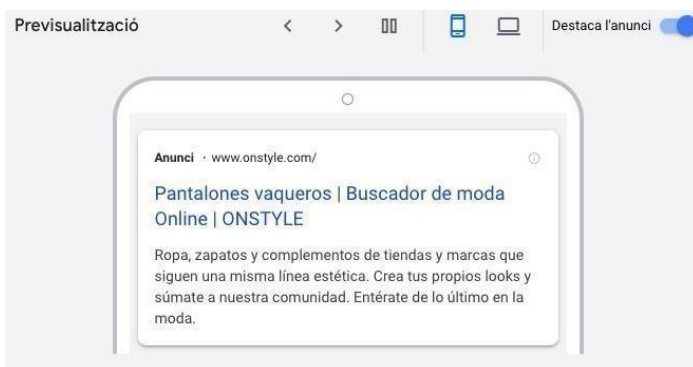 Previsualització
Destaca l'anunci
Anunci · www.onstyle.com/
Pantalones vaqueros | Buscador de moda
Online | ONSTYLE
Ropa, zapatos y complementos de tiendas y marcas que
siguen una misma línea estética. Crea tus propios looks y
súmate a nuestra comunidad. Entérate de lo último en la
moda.